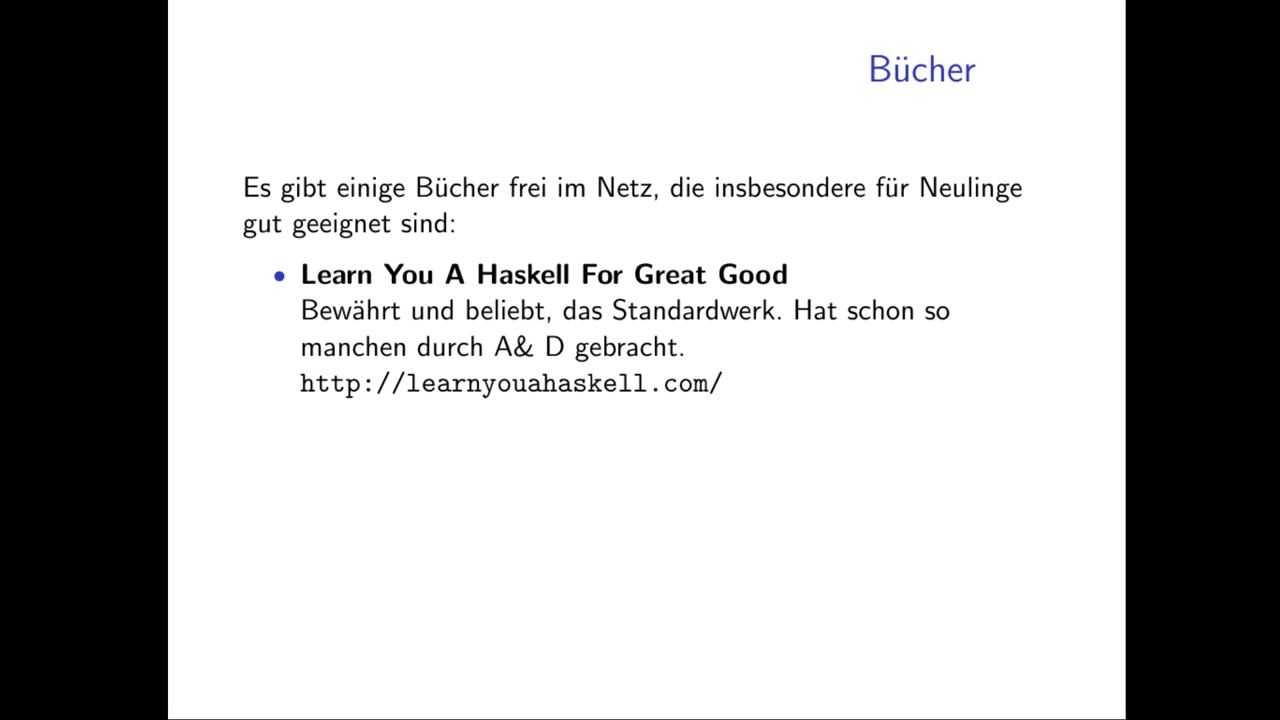 Bücher
Es gibt einige Bücher frei im Netz, die insbesondere für Neulinge
gut geeignet sind:
• Learn You A Haskell For Great Good
Bewährt und beliebt, das Standardwerk. Hat schon so
manchen durch A& D gebracht.
http://learnyouahaskell.com/